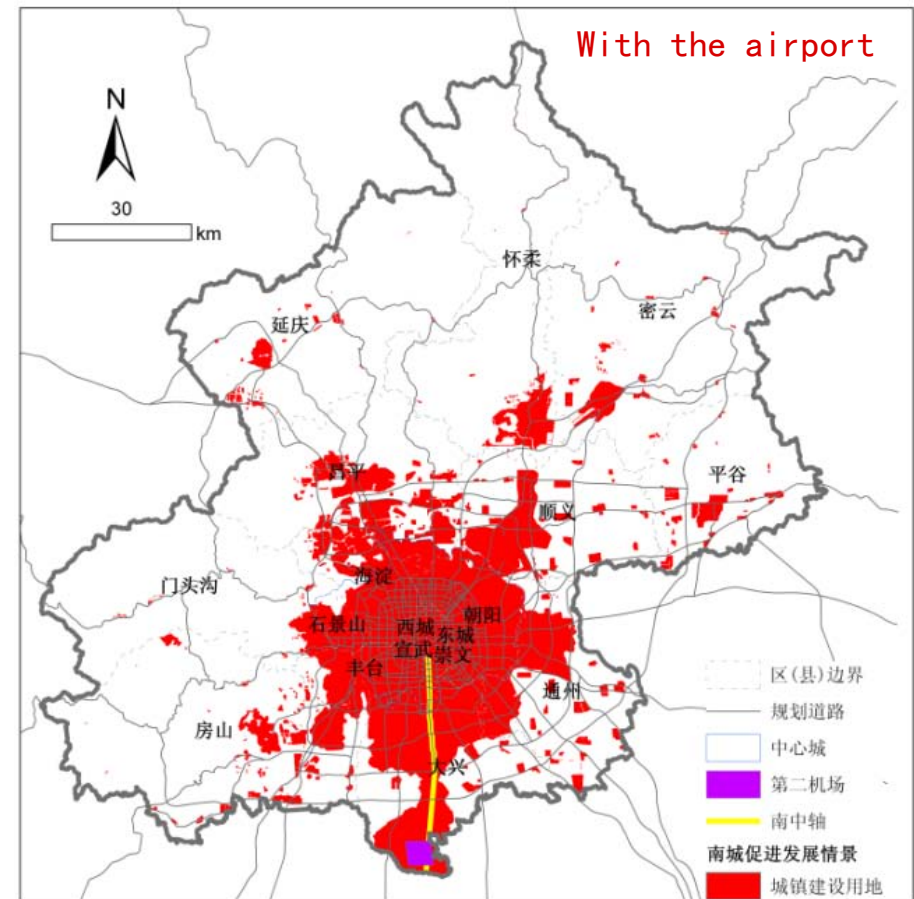 With the airport
N
30
km
怀柔
密云
延庆
平谷
昌平
顺义
门头沟
海淀
石景山
西城
朝阳
东城
宣武
崇文
丰台
通州
房山
大兴
区(县)边界
规划道路
中心城
第二机场
南中轴
南城促进发展情景
城镇建设用地